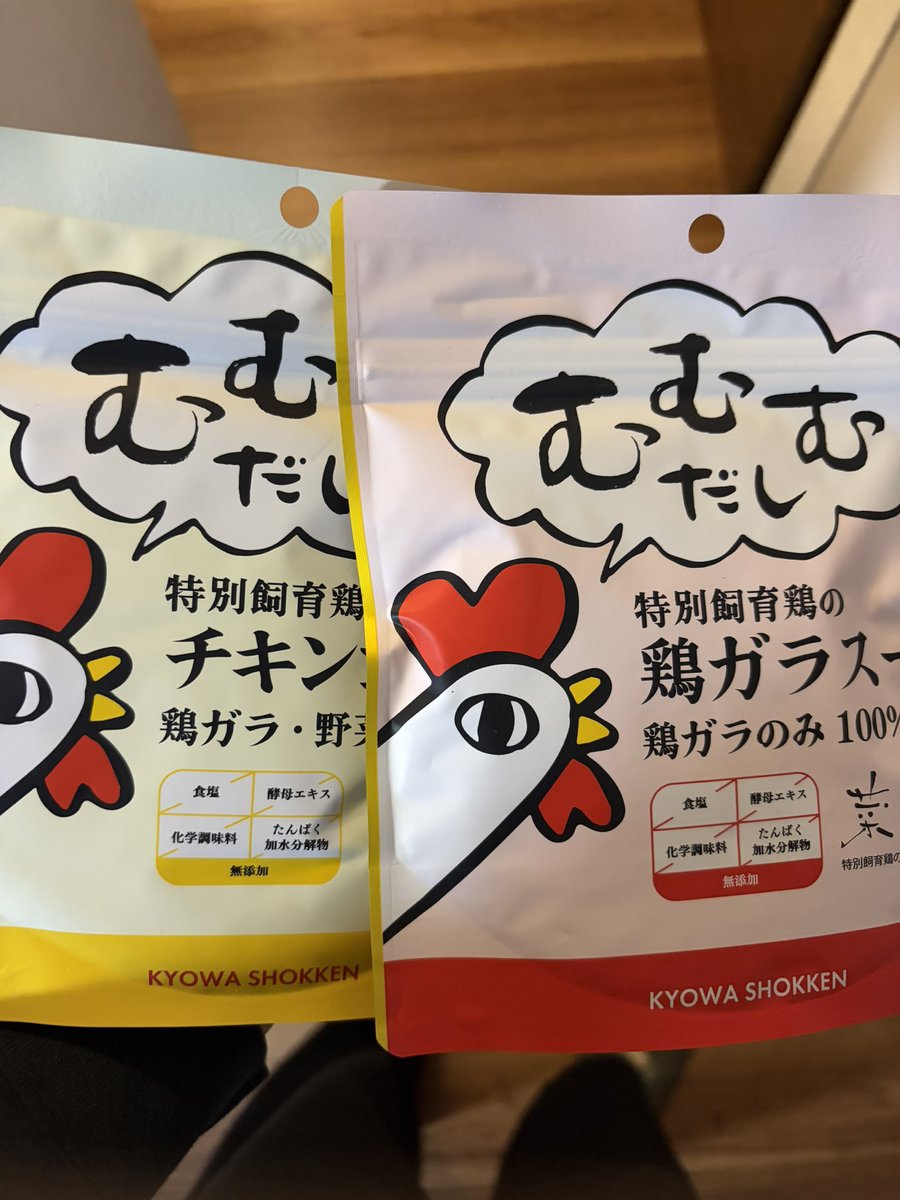 むむ
だし
特別飼育鶏
チキン
鶏ガラ・野菜
食塩
酵母エキス
化学調味料
たんぱく
加水分解物
無添加
KYOWA SHOKKEN
むむむ
だし
特別飼育鶏の
鶏ガラスー
鶏ガラのみ 100%
食塩
酵母エキス
化学調味料
たんぱく
加水分解物
無添加
菜
特別飼育鶏の
KYOWA SHOKKEN